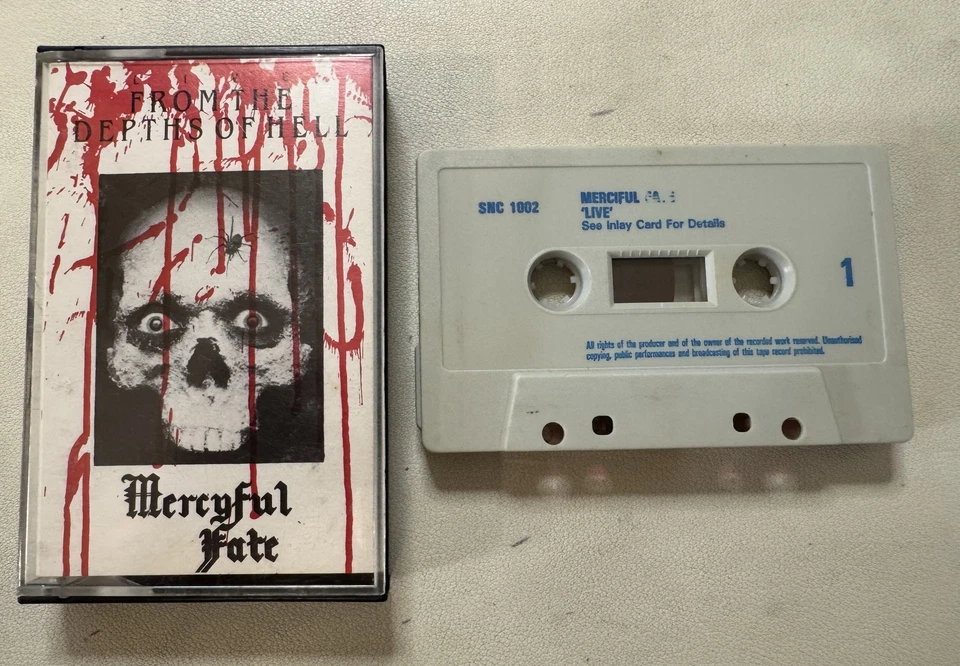 LIVE
FROM THE
DEPTHS OF HELL
Mercyful
Fate
SNC 1002
MERCIFUL
'LIVE'
See Inlay Card For Details
1
All rights of the producer and of the owner of the recorded work reserved. Unauthorised
copying, public performances and broadcasting of this tape record prohibited.